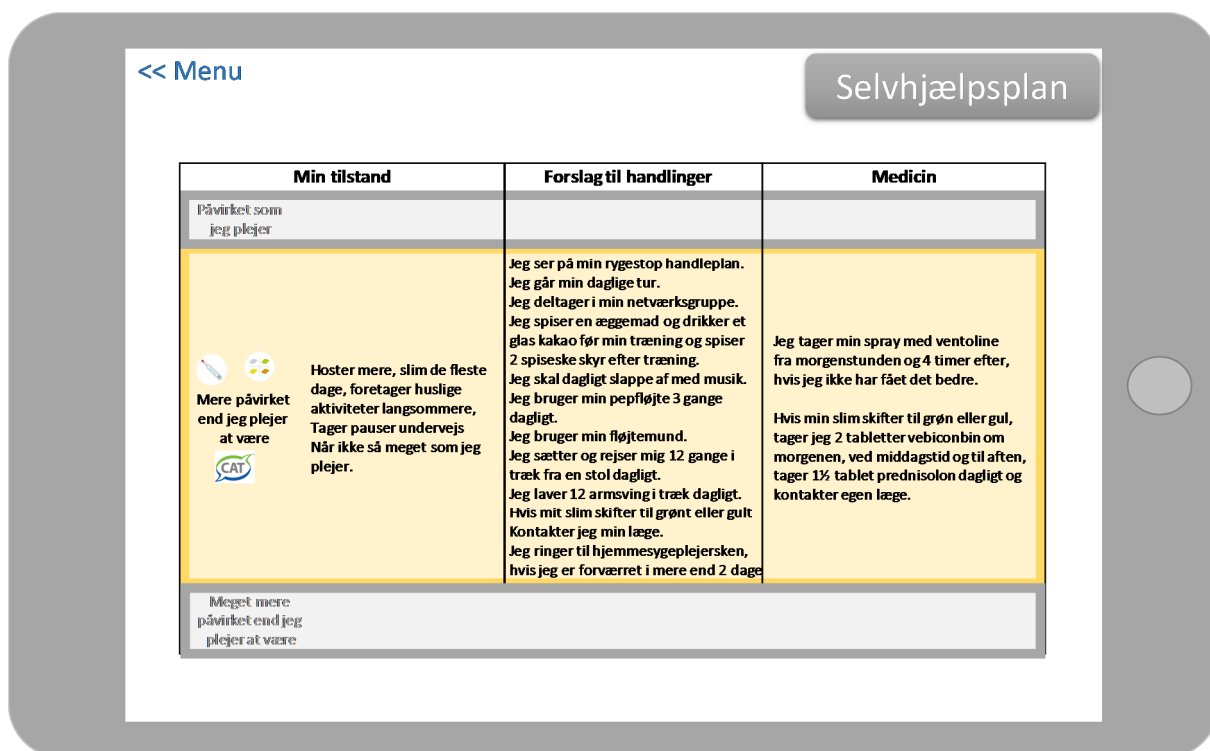 << Menu
Selvhjælpsplan
Min tilstand
Forslag til handlinger
Medicin
Påvirket som
jeg plejer
Mere påvirket
end jeg plejer
at være
CAT
Hoster mere, slim de fleste
dage, foretager huslige
aktiviteter langsommere,
Tager pauser undervejs
Når ikke så meget som jeg
plejer.
Jeg ser på min rygestop handleplan.
Jeg går min daglige tur.
Jeg deltager i min netværksgruppe.
Jeg spiser en æggemad og drikker et
glas kakao før min træning og spiser
2 spiseske skyr efter træning.
Jeg skal dagligt slappe af med musik.
Jeg bruger min pepfløjte 3 gange
dagligt.
Jeg bruger min fløjtemund.
Jeg sætter og rejser mig 12 gange i
træk fra en stol dagligt.
Jeg laver 12 armsving i træk dagligt.
Hvis mit slim skifter til grønt eller gult
Kontakter jeg min læge.
Jeg ringer til hjemmesygeplejersken,
hvis jeg er forværret i mere end 2 dage
Jeg tager min spray med ventoline
fra morgenstunden og 4 timer efter,
hvis jeg ikke har fået det bedre.
Hvis min slim skifter til grøn eller gul,
tager jeg 2 tabletter vebiconbin om
morgenen, ved middagstid og til aften,
tager 1½ tablet prednisolon dagligt og
kontakter egen læge.
Meget mere
påvirket end jeg
plejer at være